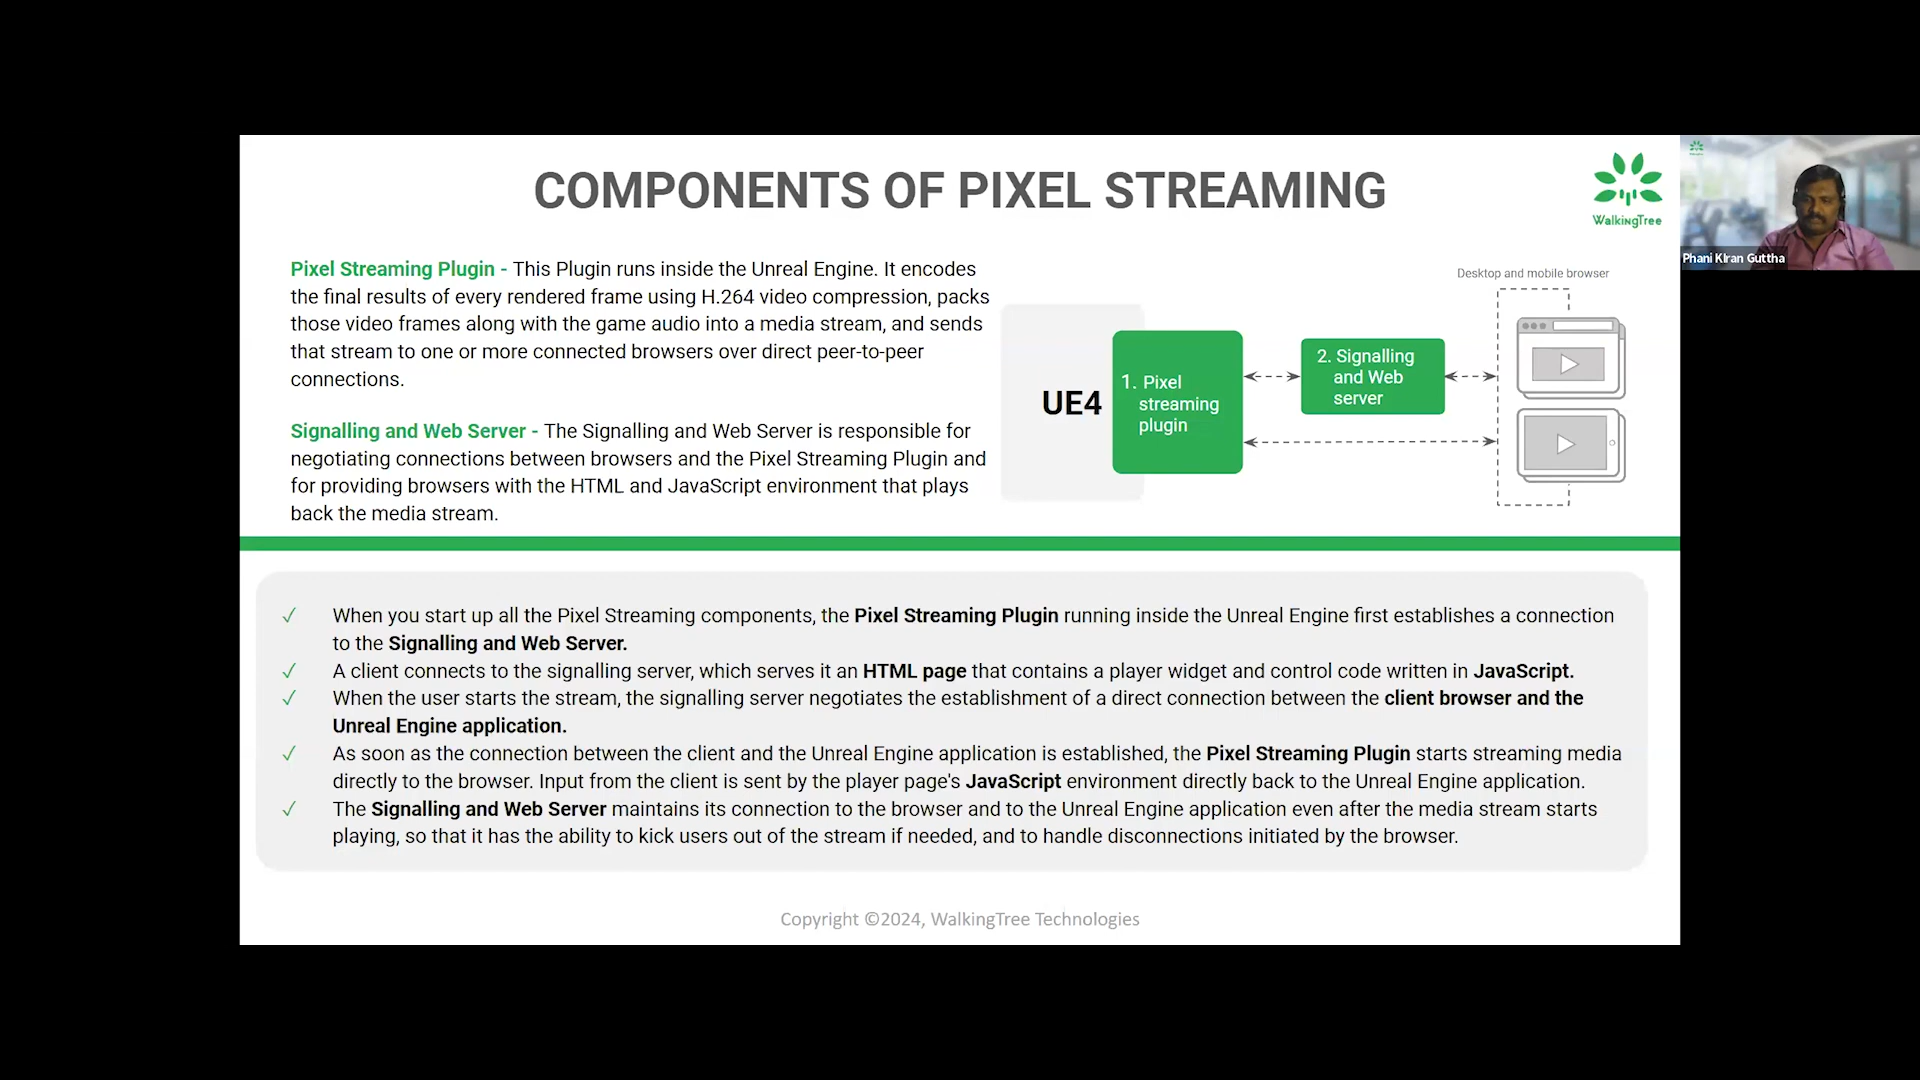 COMPONENTS OF PIXEL STREAMING
WalkingTree
Phani KIran Guttha
Pixel Streaming Plugin - This Plugin runs inside the Unreal Engine. It encodes
the final results of every rendered frame using H.264 video compression, packs
those video frames along with the game audio into a media stream, and sends
that stream to one or more connected browsers over direct peer-to-peer
connections.
Signalling and Web Server - The Signalling and Web Server is responsible for
negotiating connections between browsers and the Pixel Streaming Plugin and
for providing browsers with the HTML and JavaScript environment that plays
back the media stream.
Desktop and mobile browser
UE4
1. Pixel
streaming
plugin
2. Signalling
and Web
server
✓ When you start up all the Pixel Streaming components, the Pixel Streaming Plugin running inside the Unreal Engine first establishes a connection
to the Signalling and Web Server.
✓ A client connects to the signalling server, which serves it an HTML page that contains a player widget and control code written in JavaScript.
✓ When the user starts the stream, the signalling server negotiates the establishment of a direct connection between the client browser and the
Unreal Engine application.
✓ As soon as the connection between the client and the Unreal Engine application is established, the Pixel Streaming Plugin starts streaming media
directly to the browser. Input from the client is sent by the player page's JavaScript environment directly back to the Unreal Engine application.
✓ The Signalling and Web Server maintains its connection to the browser and to the Unreal Engine application even after the media stream starts
playing, so that it has the ability to kick users out of the stream if needed, and to handle disconnections initiated by the browser.
Copyright ©2024, WalkingTree Technologies